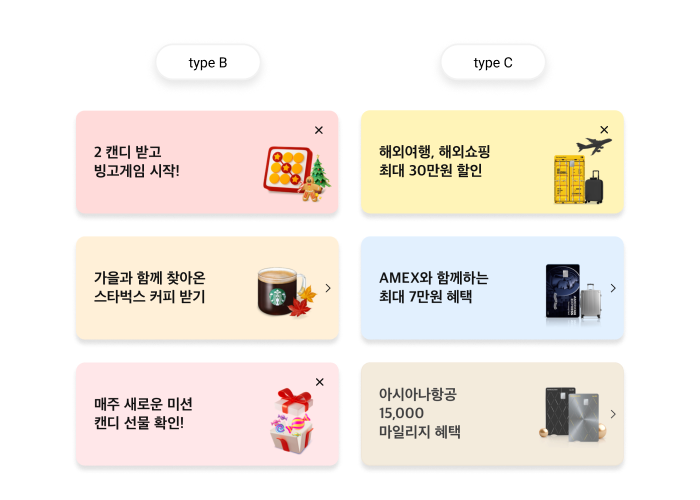 type B
2 캔디 받고
빙고게임 시작!
가을과 함께 찾아온
스타벅스 커피 받기
매주 새로운 미션
캔디 선물 확인!
type C
해외여행, 해외쇼핑
최대 30만원 할인
AMEX와 함께하는
최대 7만원 혜택
아시아나항공
15,000
마일리지 혜택